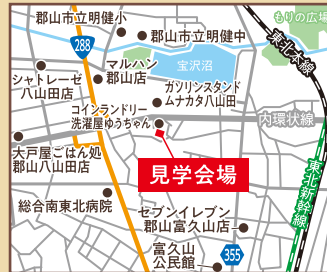 もりの広場
郡山市立明健小
郡山市立明健中
288
東北本線
マルハン
郡山店
宝沢沼
シャトレーゼ
八山田店
ガソリンスタンド
ムナカタ八山田
コインランドリー
洗濯屋ゆうちゃん
内環状線
大戸屋ごはん処
郡山八山田店
見学会場
東北新幹線
総合南東北病院
セブンイレブン
郡山富久山店
富久山
公民館
355